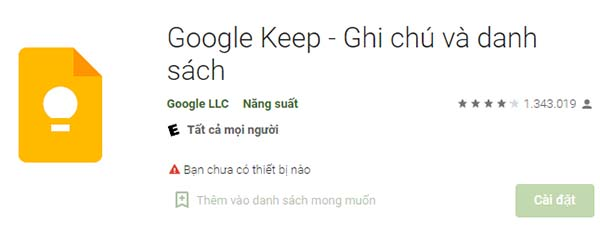 Google Keep - Ghi chú và danh
sách
Google LLC Năng suất 1.343.019
E Tất cả mọi người
Bạn chưa có thiết bị nào
Thêm vào danh sách mong muốn
Cài đặt